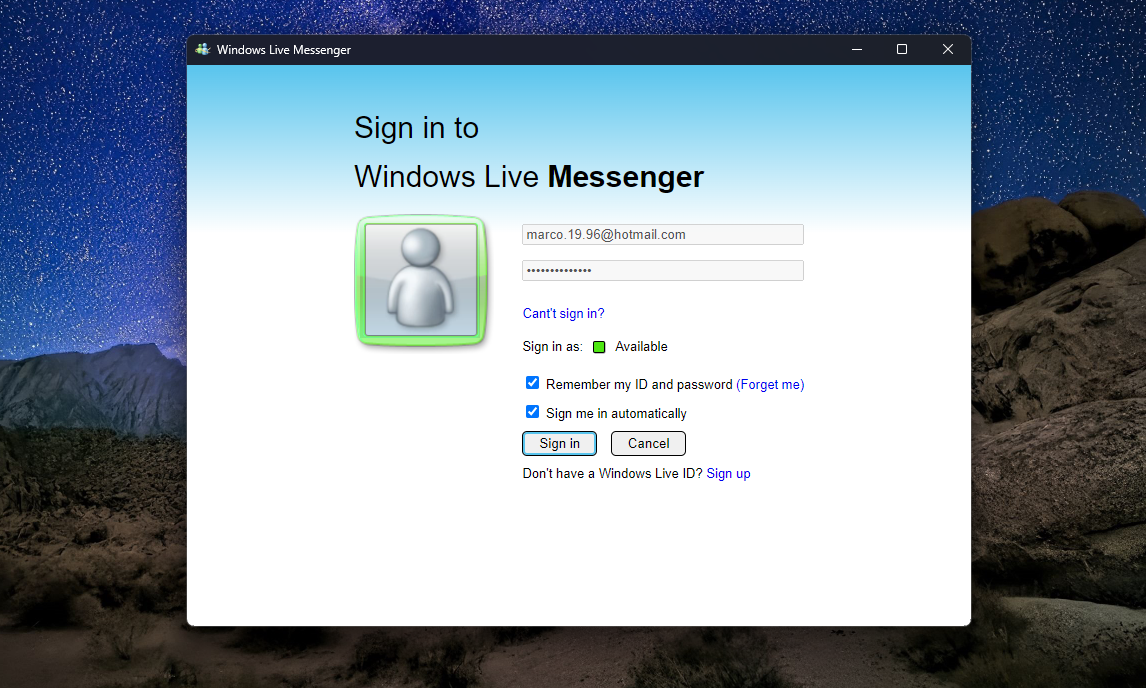 Windows Live Messenger
Sign in to
Windows Live Messenger
marco.19.96@hotmail.com
••••••••••••••
Cant't sign in?
Sign in as: Available
Remember my ID and password (Forget me)
Sign me in automatically
Sign in Cancel
Don't have a Windows Live ID? Sign up